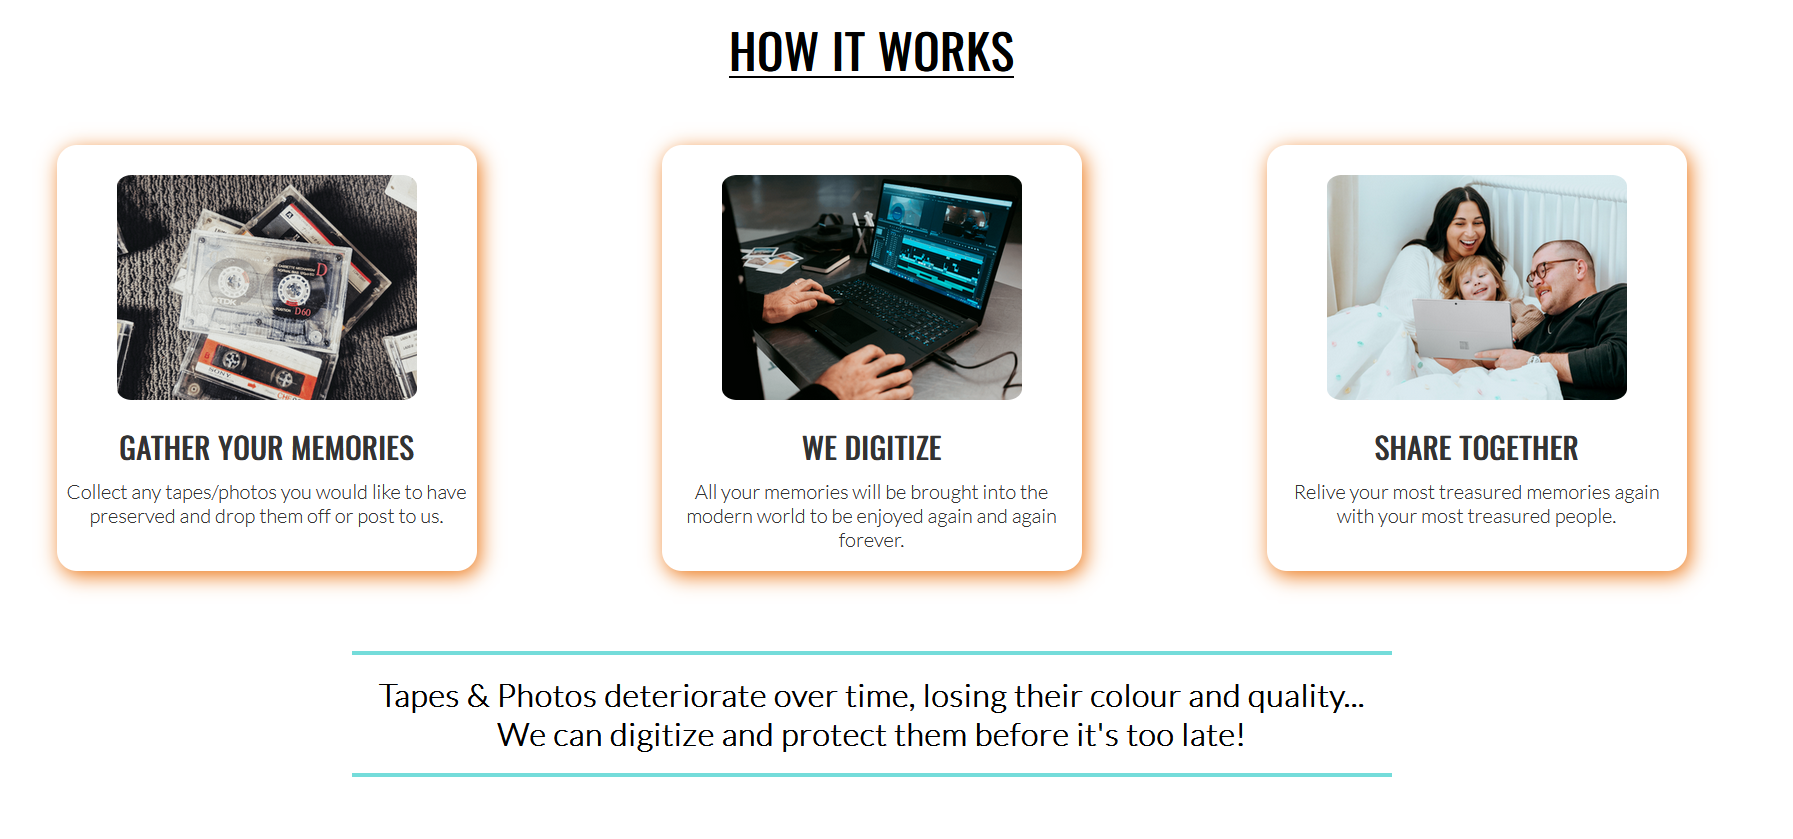 HOW IT WORKS
D
TDK
D60
SONY
GATHER YOUR MEMORIES
Collect any tapes/photos you would like to have
preserved and drop them off or post to us.
WE DIGITIZE
All your memories will be brought into the
modern world to be enjoyed again and again
forever.
SHARE TOGETHER
Relive your most treasured memories again
with your most treasured people.
Tapes & Photos deteriorate over time, losing their colour and quality...
We can digitize and protect them before it's too late!